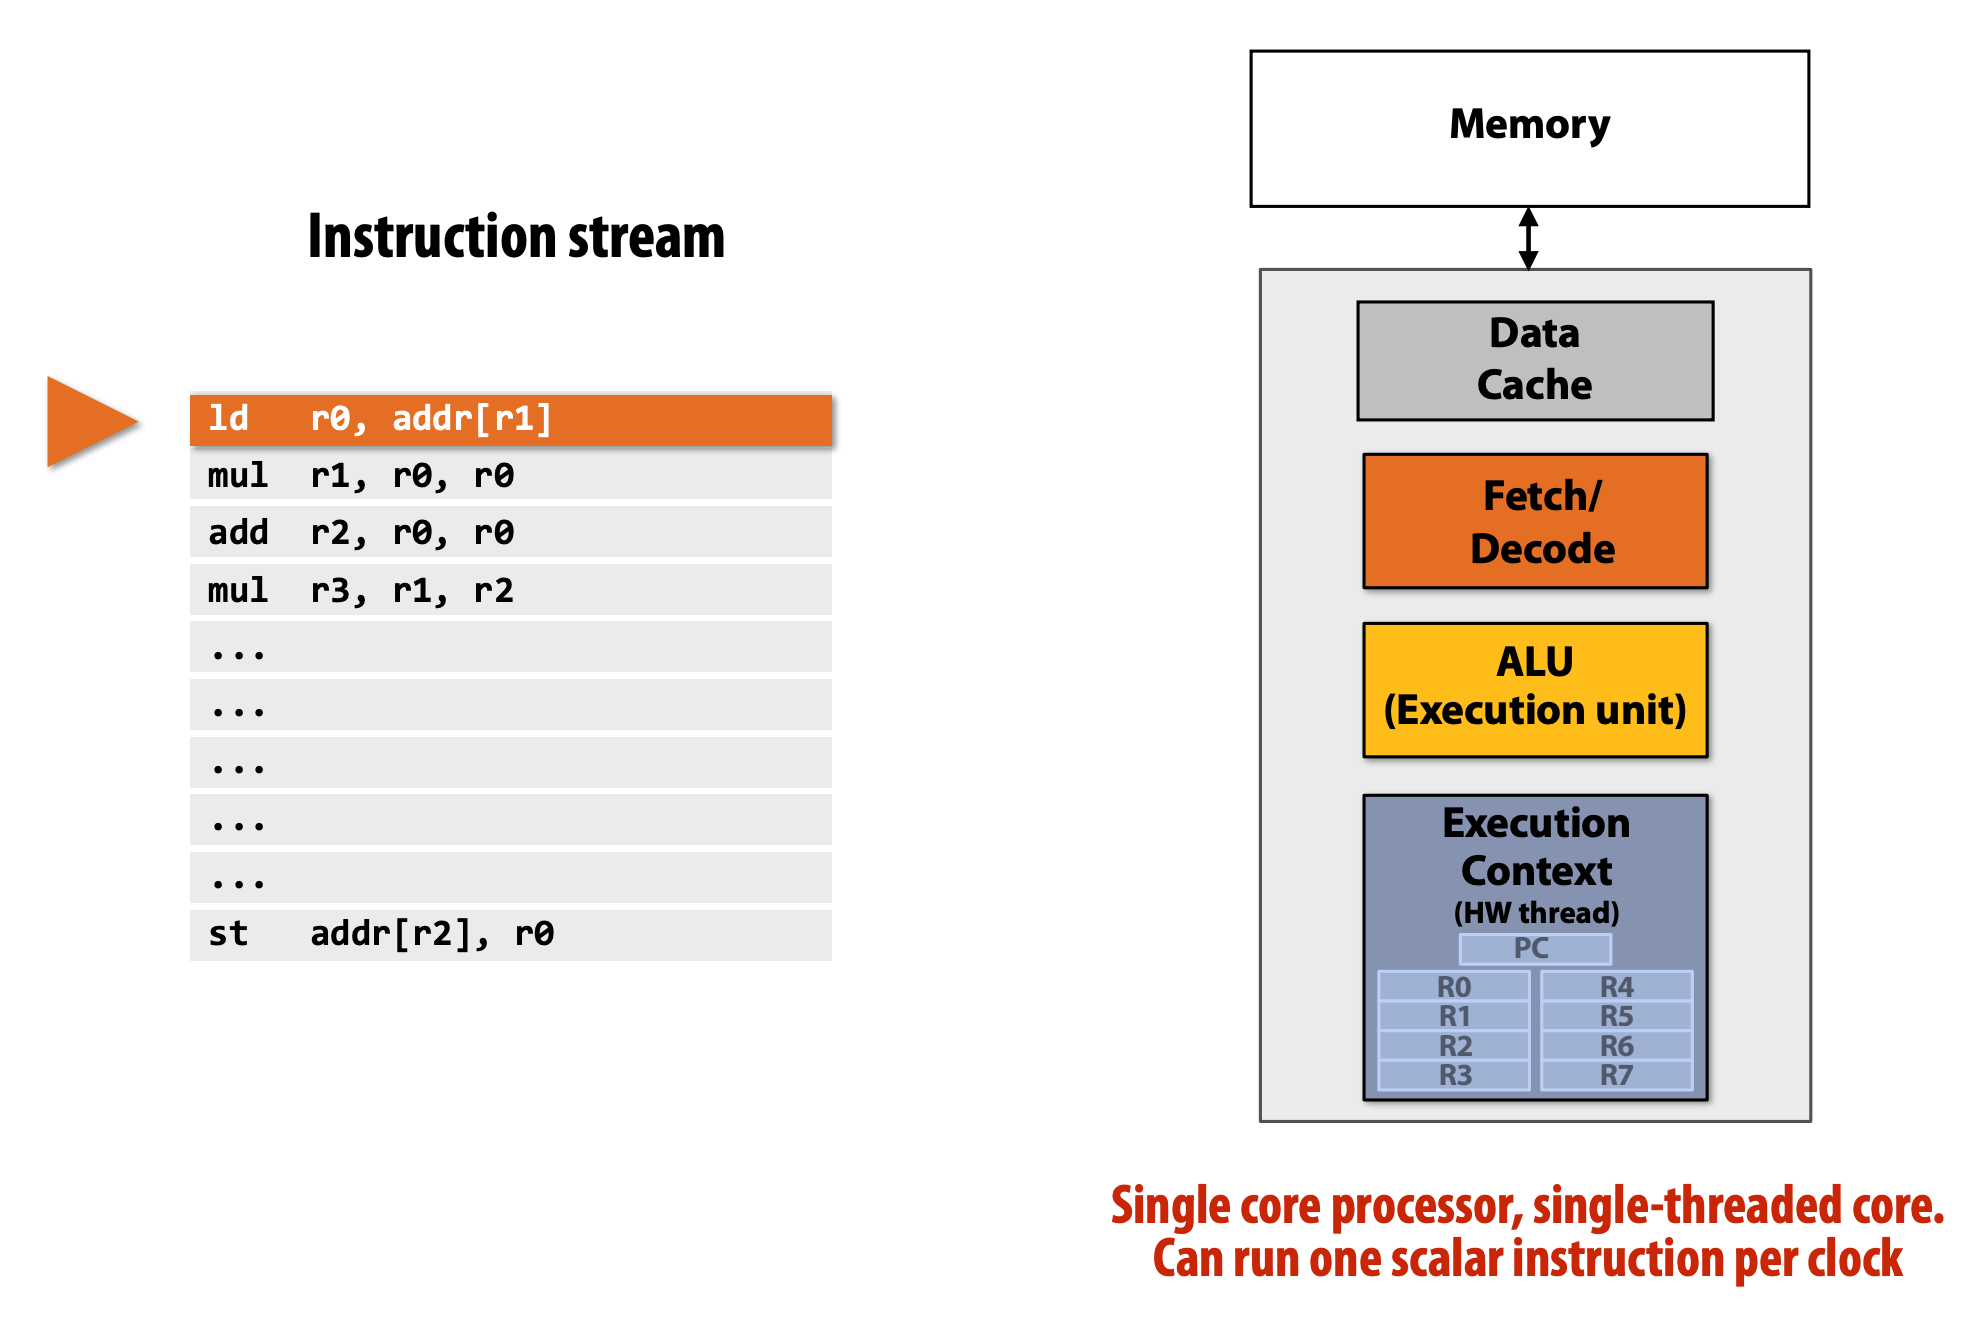 Instruction stream
ld r0, addr[r1]
mul r1, r0, r0
add r2, r0, r0
mul r3, r1, r2
...
...
...
...
...
st addr[r2], r0
Memory
Data
Cache
Fetch/
Decode
ALU
(Execution unit)
Execution
Context
(HW thread)
PC
R0 R4
R1 R5
R2 R6
R3 R7
Single core processor, single-threaded core.
Can run one scalar instruction per clock